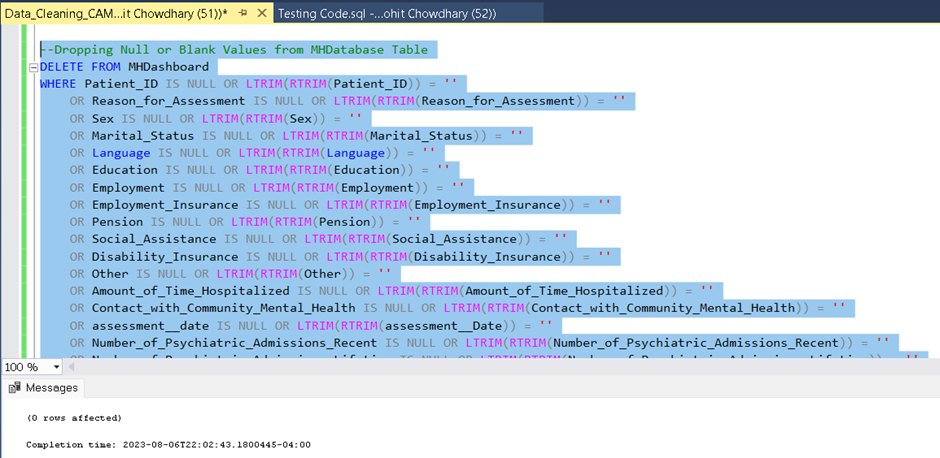 Data_Cleaning_CAM...it Chowdhary (51))* Testing Code.sql -...ohit Chowdhary (52))
--Dropping Null or Blank Values from MHDatabase Table
DELETE FROM MHDashboard
WHERE Patient_ID IS NULL OR LTRIM(RTRIM(Patient_ID)) = ''
OR Reason_for_Assessment IS NULL OR LTRIM(RTRIM(Reason_for_Assessment)) = ''
OR Sex IS NULL OR LTRIM(RTRIM(Sex)) = ''
OR Marital_Status IS NULL OR LTRIM(RTRIM(Marital_Status)) = ''
OR Language IS NULL OR LTRIM(RTRIM(Language)) = ''
OR Education IS NULL OR LTRIM(RTRIM(Education)) = ''
OR Employment IS NULL OR LTRIM(RTRIM(Employment)) = ''
OR Employment_Insurance IS NULL OR LTRIM(RTRIM(Employment_Insurance)) = ''
OR Pension IS NULL OR LTRIM(RTRIM(Pension)) = ''
OR Social_Assistance IS NULL OR LTRIM(RTRIM(Social_Assistance)) = ''
OR Disability_Insurance IS NULL OR LTRIM(RTRIM(Disability_Insurance)) = ''
OR Other IS NULL OR LTRIM(RTRIM(Other)) = ''
OR Amount_of_Time_Hospitalized IS NULL OR LTRIM(RTRIM(Amount_of_Time_Hospitalized)) = ''
OR Contact_with_Community_Mental_Health IS NULL OR LTRIM(RTRIM(Contact_with_Community_Mental_Health)) = ''
OR assessment__date IS NULL OR LTRIM(RTRIM(assessment__Date)) = ''
OR Number_of_Psychiatric_Admissions_Recent IS NULL OR LTRIM(RTRIM(Number_of_Psychiatric_Admissions_Recent)) = ''
100 %
Messages
(0 rows affected)
Completion time: 2023-08-06T22:02:43.1800445-04:00